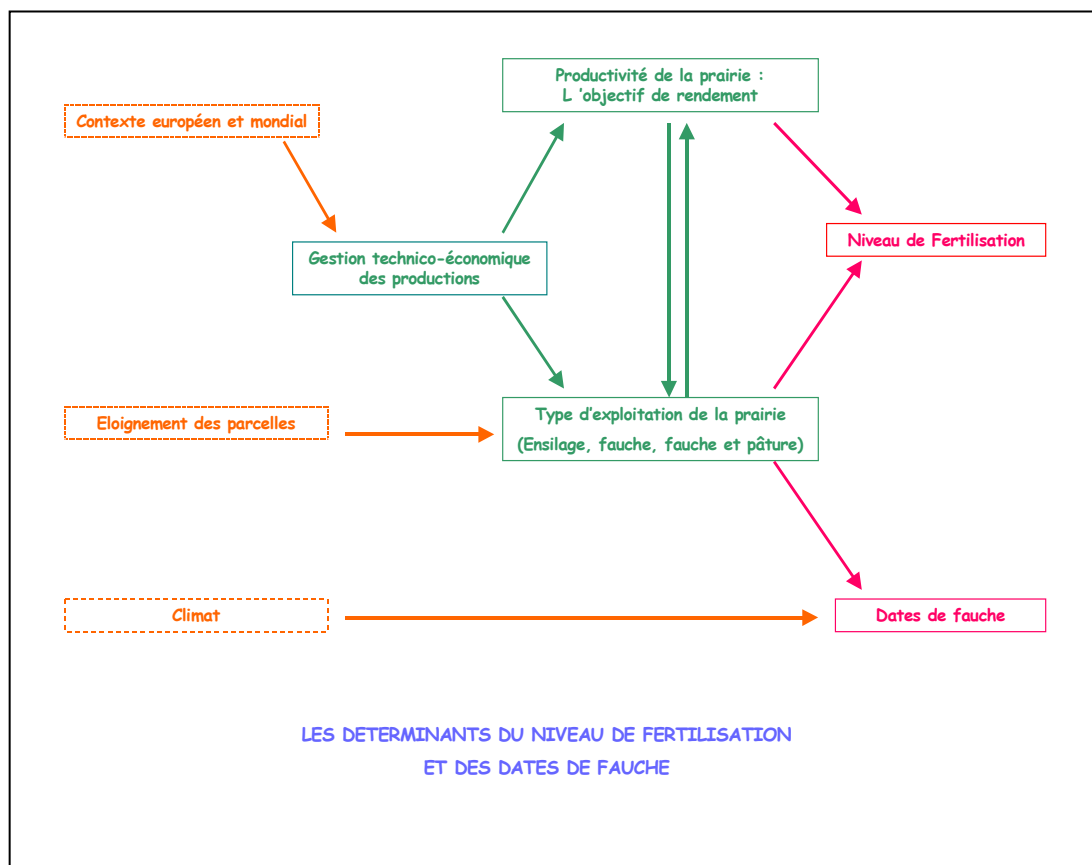 Productivité de la prairie :
L 'objectif de rendement
Contexte européen et mondial
Niveau de Fertilisation
Gestion technico-économique
des productions
Eloignement des parcelles
Type d'exploitation de la prairie
(Ensilage, fauche, fauche et pâture)
Climat
Dates de fauche
LES DETERMINANTS DU NIVEAU DE FERTILISATION
ET DES DATES DE FAUCHE